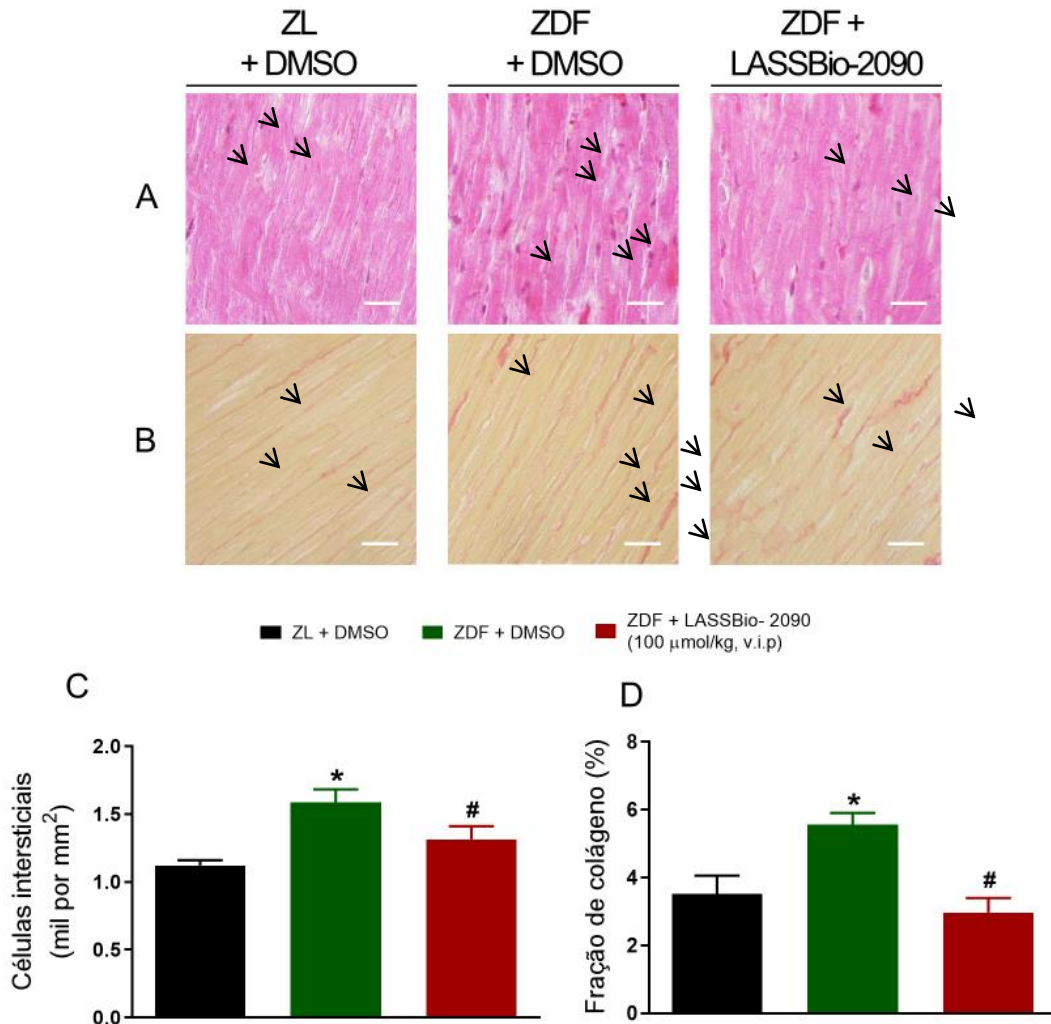 ZL
+ DMSO
ZDF
+ DMSO
ZDF +
LASSBio-2090
A
B
ZL + DMSO
ZDF + DMSO
ZDF + LASSBio- 2090
(100 μmol/kg, v.i.p)
C
Células intersticiais
(mil por mm²)
2.0
1.5
1.0
0.5
0.0
*
#
D
Fração de colágeno (%)
8
6
4
2
0
*
#